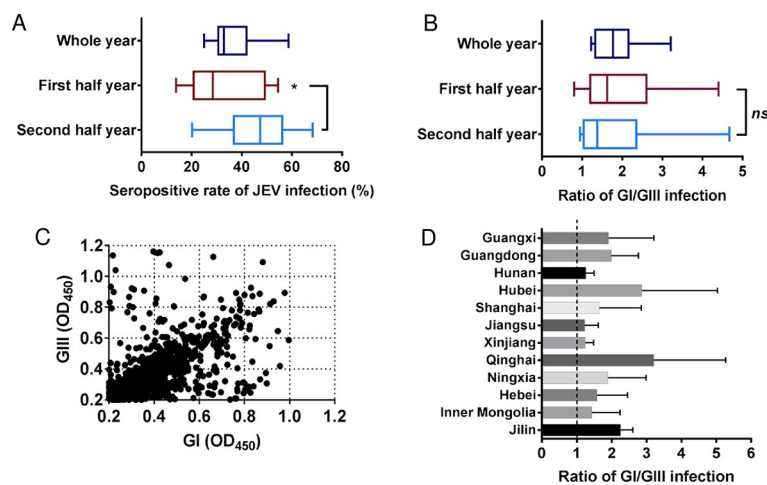 A
Whole year
First half year
*
Second half year
0 20 40 60 80
Seropositive rate of JEV infection (%)
B
Whole year
First half year
ns
Second half year
0 1 2 3 4 5
Ratio of GI/GIII infection
C
GIII (OD450)
1.2
1.0
0.8
0.6
0.4
0.2
0.2 0.4 0.6 0.8 1.0 1.2
GI (OD450)
D
Guangxi
Guangdong
Hunan
Hubei
Shanghai
Jiangsu
Xinjiang
Qinghai
Ningxia
Hebei
Inner Mongolia
Jilin
0 1 2 3 4 5 6
Ratio of GI/GIII infection